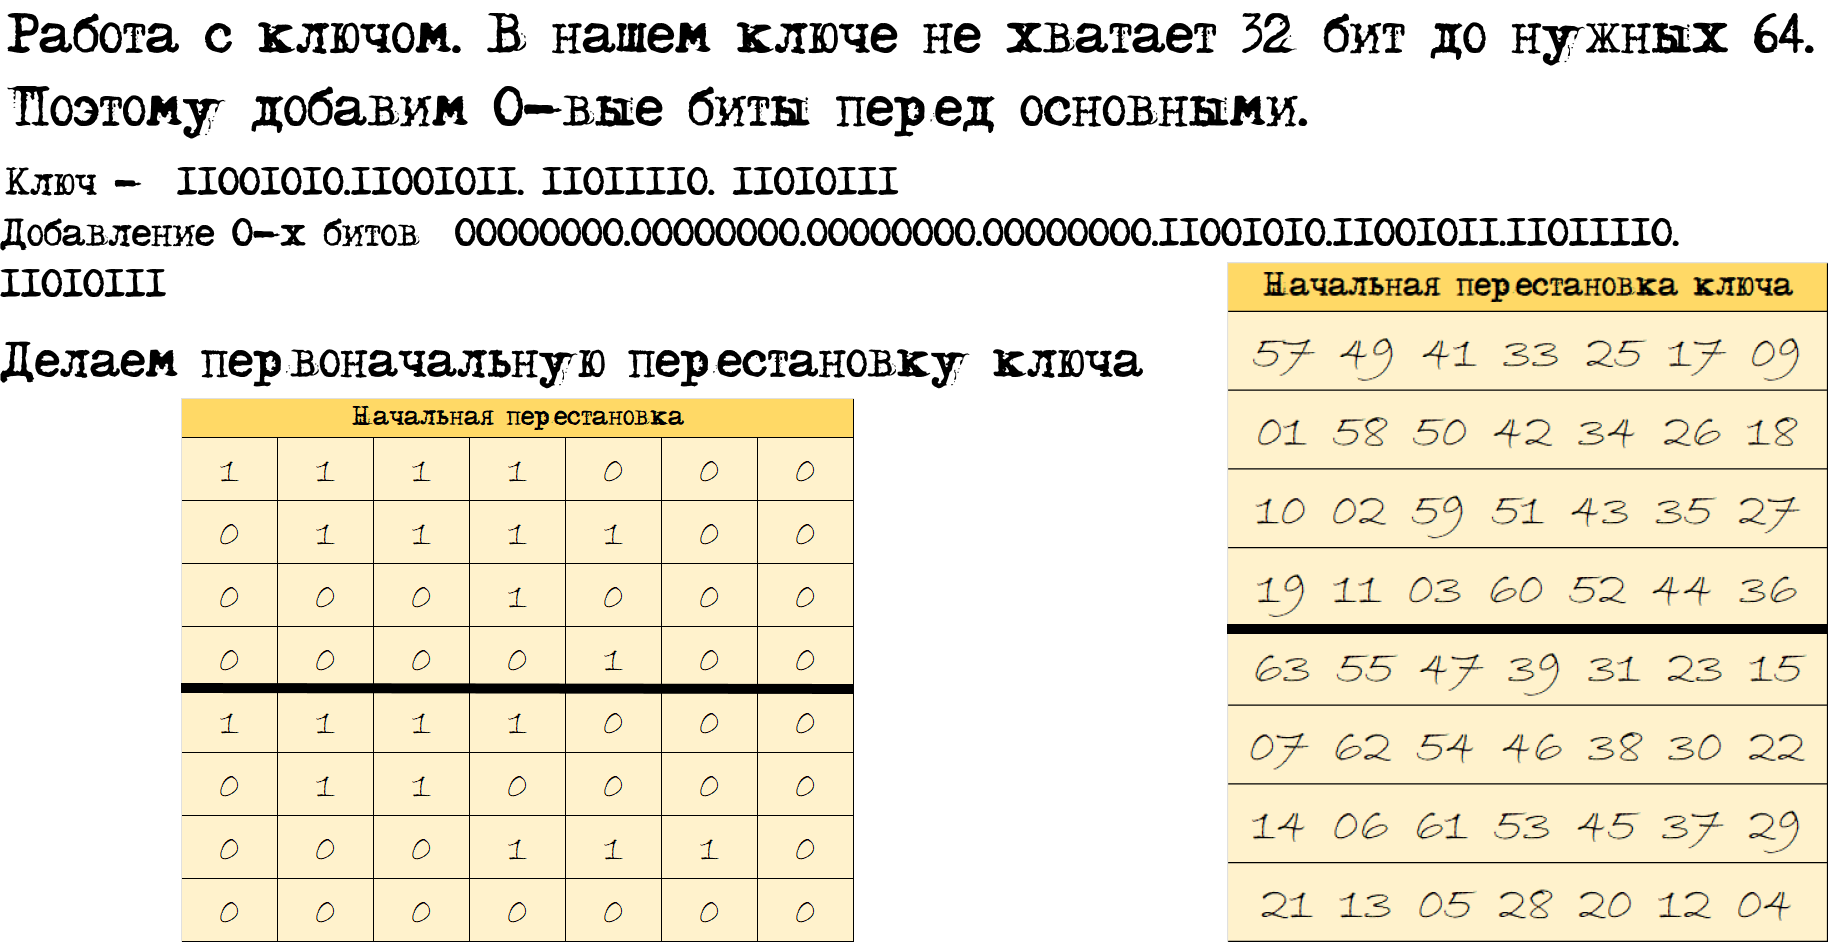 Работа с ключом. В нашем ключе не хватает 32 бит до нужных 64.
Поэтому добавим 0-вые биты перед основными.
Ключ - 11001010.11001011. 11011110. 11010111
Добавление 0-х битов 00000000.00000000.00000000.00000000.11001010.11001011.11011110.
11010111
Делаем первоначальную перестановку ключа
Начальная перестановка
1 1 1 1 0 0 0
0 1 1 1 1 0 0
0 0 0 1 0 0 0
0 0 0 0 1 0 0
1 1 1 1 0 0 0
0 1 1 0 0 0 0
0 0 0 1 1 1 0
0 0 0 0 0 0 0
Начальная перестановка ключа
57 49 41 33 25 17 09
01 58 50 42 34 26 18
10 02 59 51 43 35 27
19 11 03 60 52 44 36
63 55 47 39 31 23 15
07 62 54 46 38 30 22
14 06 61 53 45 37 29
21 13 05 28 20 12 04